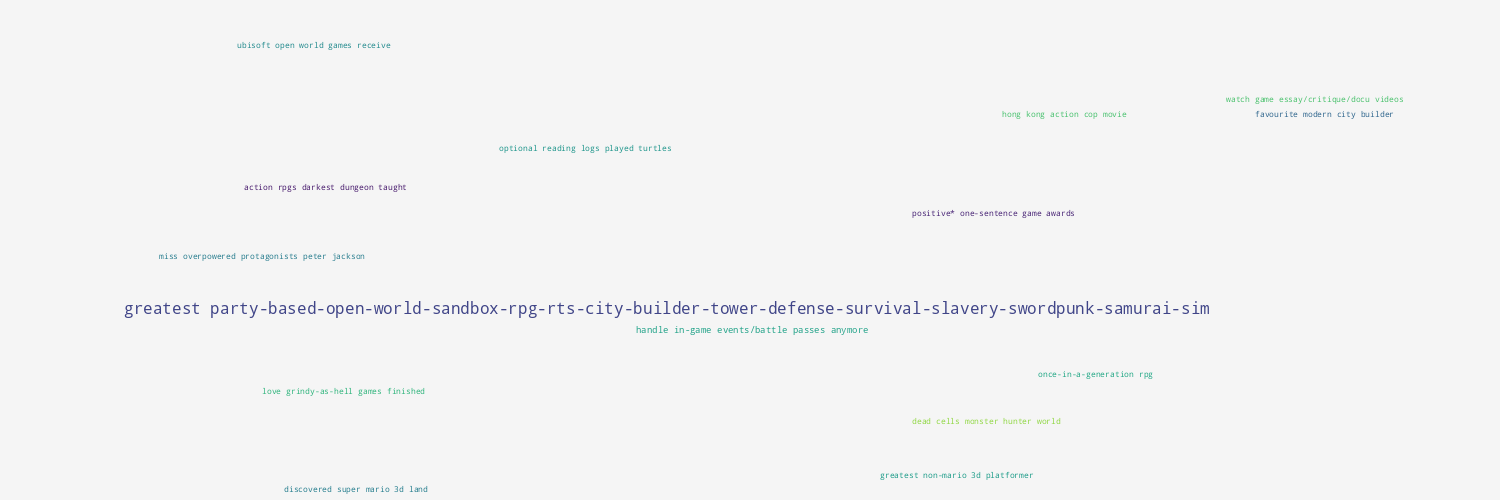 ubisoft open world games receive
watch game essay/critique/docu videos
hong kong action cop movie
favourite modern city builder
optional reading logs played turtles
action rpgs darkest dungeon taught
positive* one-sentence game awards
miss overpowered protagonists peter jackson
greatest party-based-open-world-sandbox-rpg-rts-city-builder-tower-defense-survival-slavery-swordpunk-samurai-sim
handle in-game events/battle passes anymore
once-in-a-generation rpg
love grindy-as-hell games finished
dead cells monster hunter world
greatest non-mario 3d platformer
discovered super mario 3d land